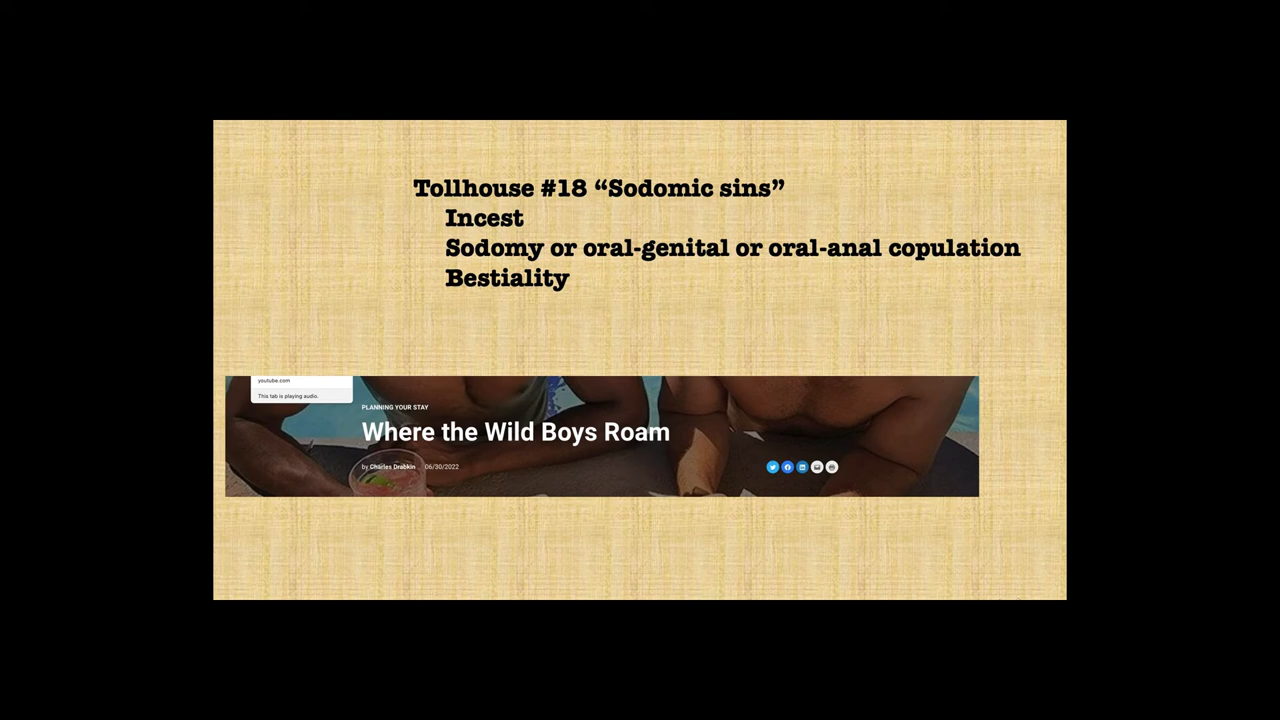 Tollhouse #18 “Sodomic sins”
Incest
Sodomy or oral-genital or oral-anal copulation
Bestiality
youtube.com
This tab is playing audio.
PLANNING YOUR STAY
Where the Wild Boys Roam
by Charles Drabkin 06/30/2022